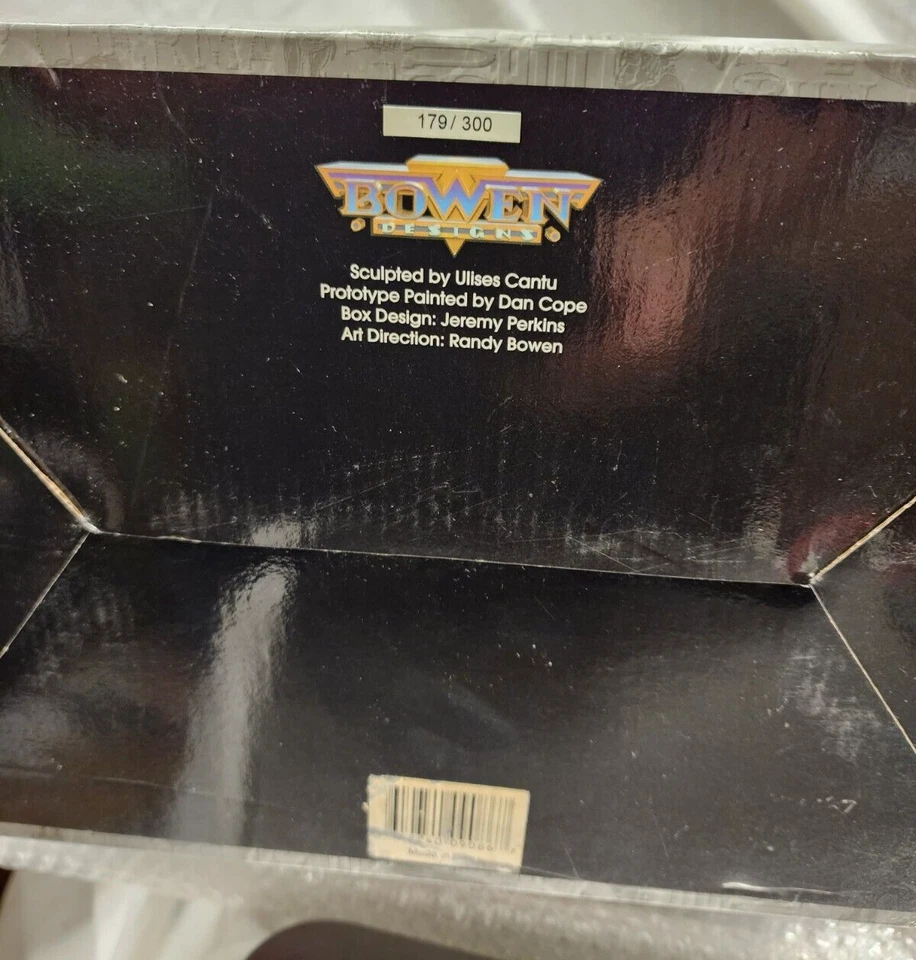 179/ 300
BOWEN
DESIGNS
Sculpted by Ulises Cantu
Prototype Painted by Dan Cope
Box Design: Jeremy Perkins
Art Direction: Randy Bowen